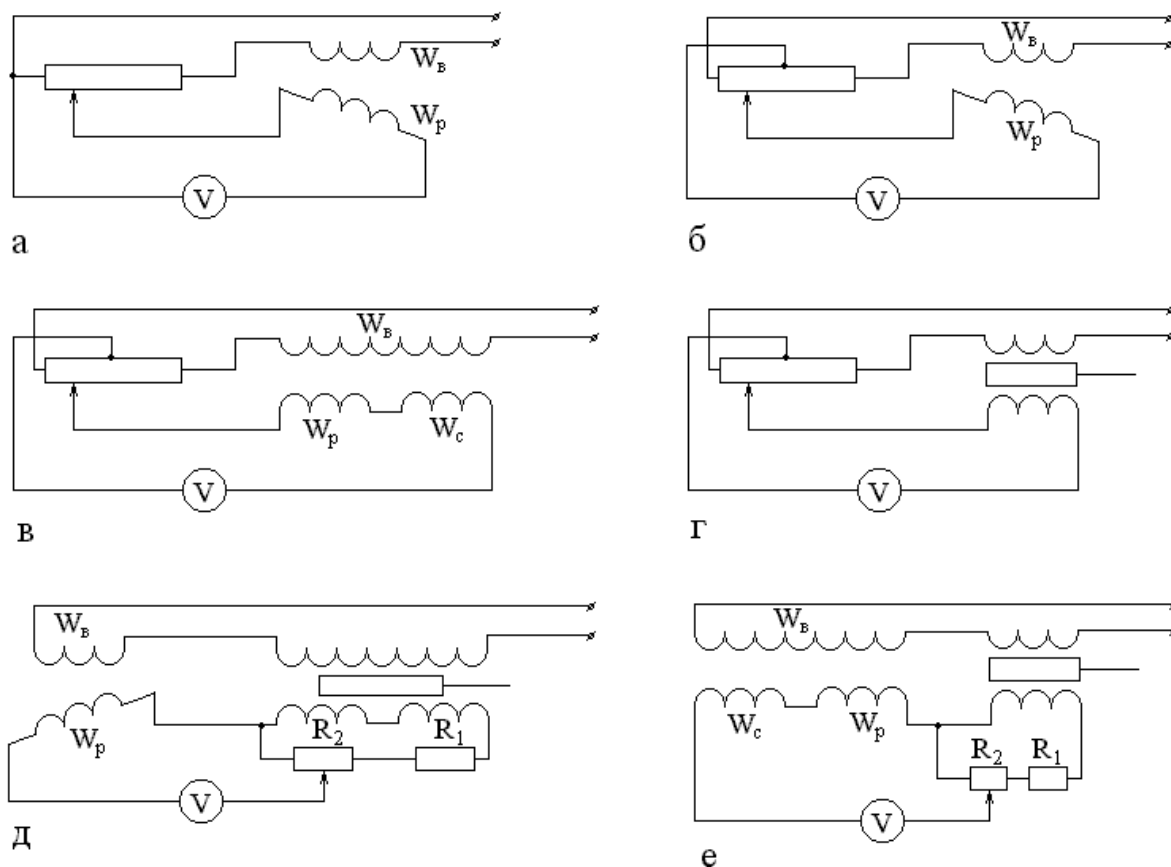 Wв Wв
Wр Wр
V V
а б
Wв
Wр Wс
V V
в г
Wв Wв
Wр R2 R1 Wс Wр R2 R1
V V
д е